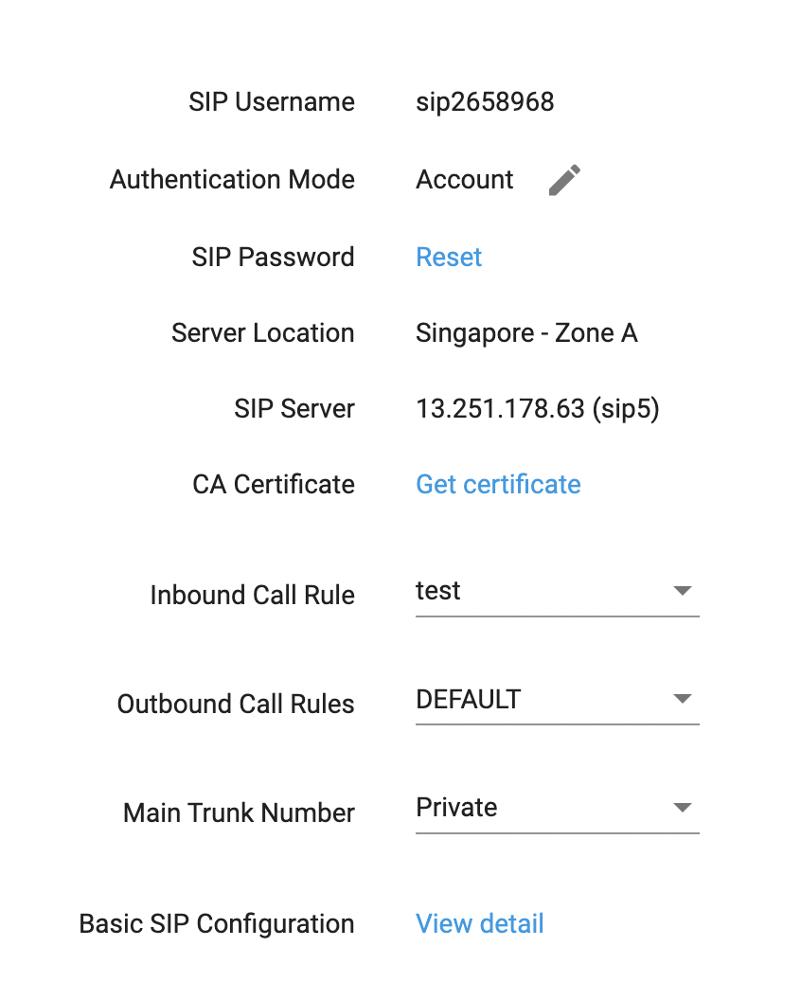 SIP Username sip2658968
Authentication Mode Account
SIP Password Reset
Server Location Singapore - Zone A
SIP Server 13.251.178.63 (sip5)
CA Certificate Get certificate
Inbound Call Rule test
Outbound Call Rules DEFAULT
Main Trunk Number Private
Basic SIP Configuration View detail